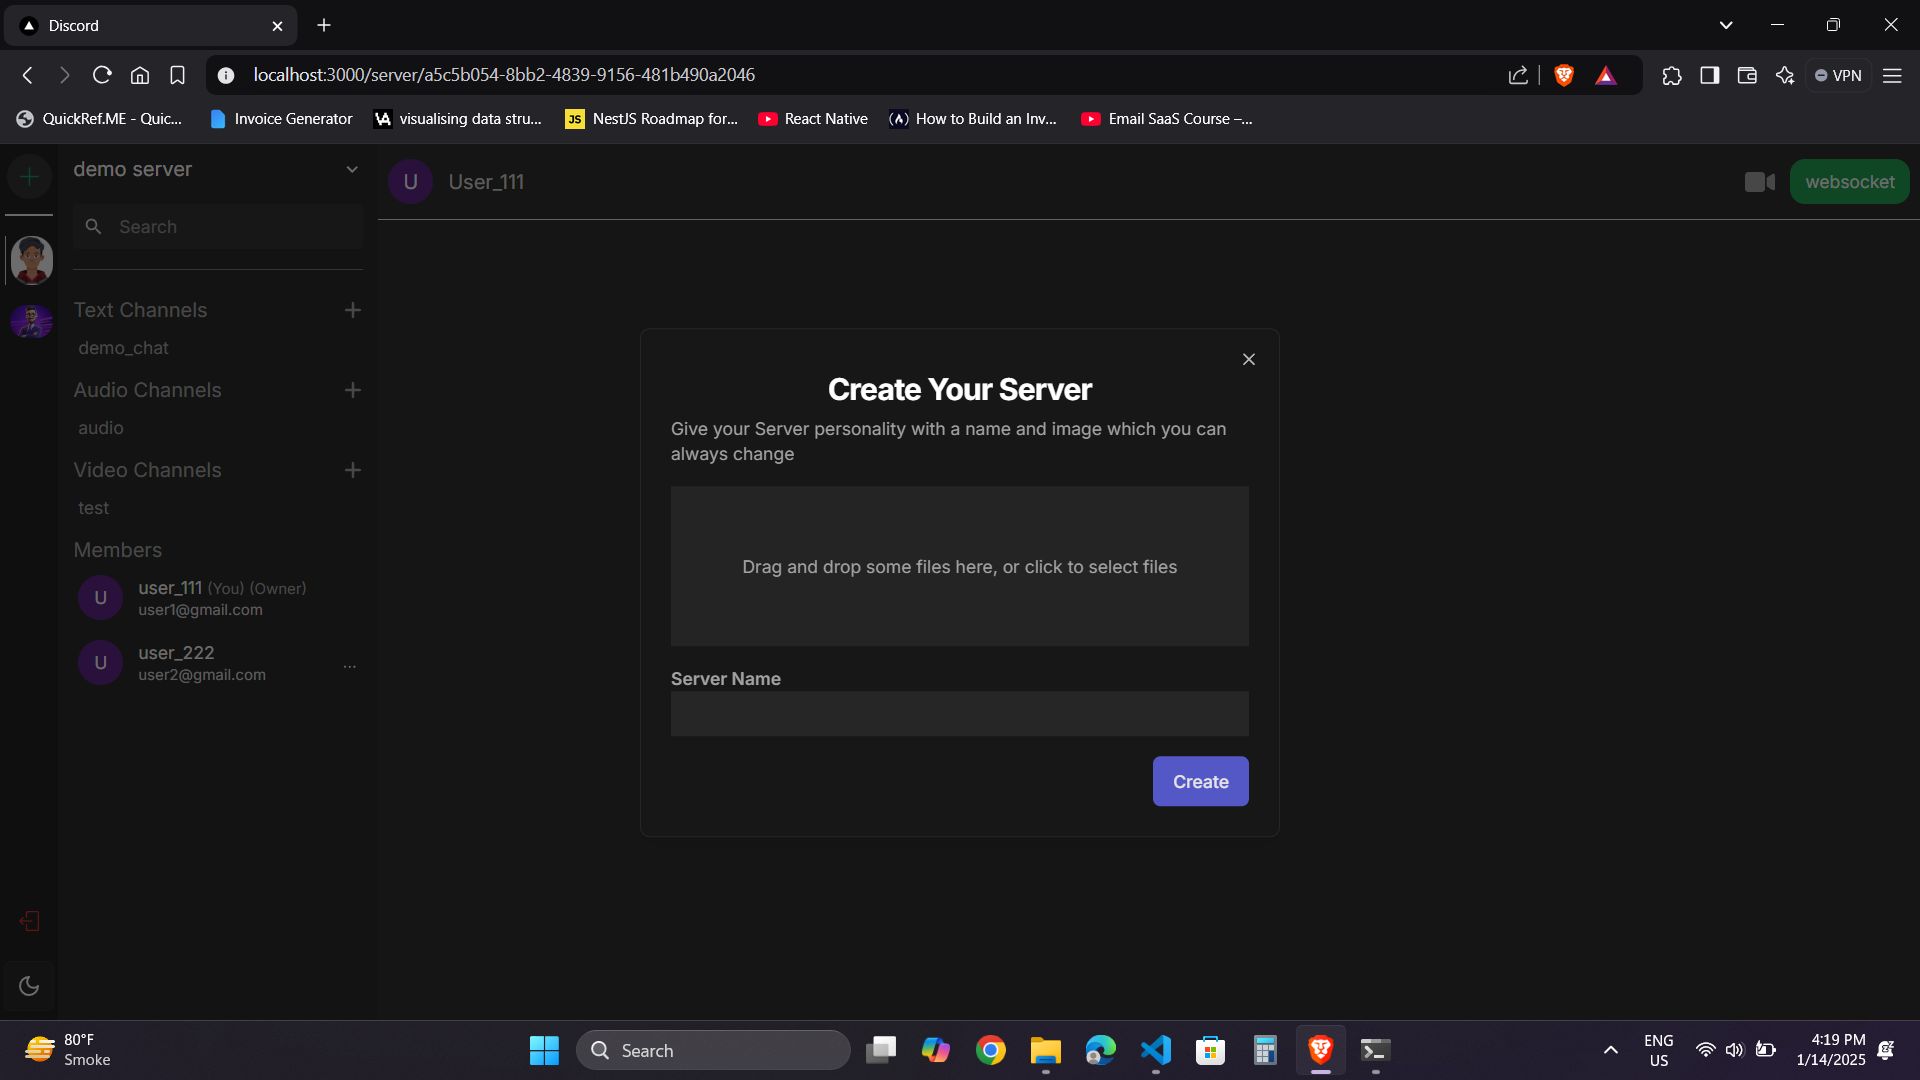 Discord
localhost:3000/server/a5c5b054-8bb2-4839-9156-481b490a2046
VPN
QuickRef.ME - Quic...
Invoice Generator
visualising data stru...
JS
NestJS Roadmap for...
React Native
How to Build an Inv...
Email SaaS Course –...
demo server
Search
Text Channels
demo_chat
Audio Channels
audio
Video Channels
test
Members
U
user_111 (You) (Owner)
user1@gmail.com
U
user_222
user2@gmail.com
...
U
User_111
websocket
Create Your Server
Give your Server personality with a name and image which you can
always change
Drag and drop some files here, or click to select files
Server Name
Create
80°F
Smoke
Search
ENG
US
4:19 PM
1/14/2025